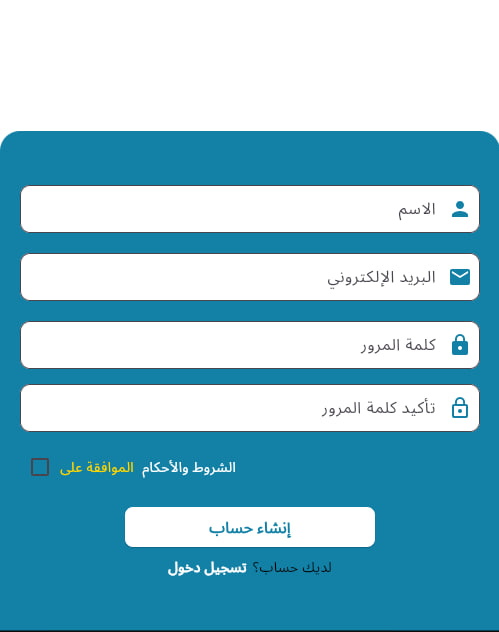 الاسم
البريد الإلكتروني
كلمة المرور
تأكيد كلمة المرور
الموافقة على الشروط والأحكام
إنشاء حساب
لديك حساب؟ تسجيل دخول